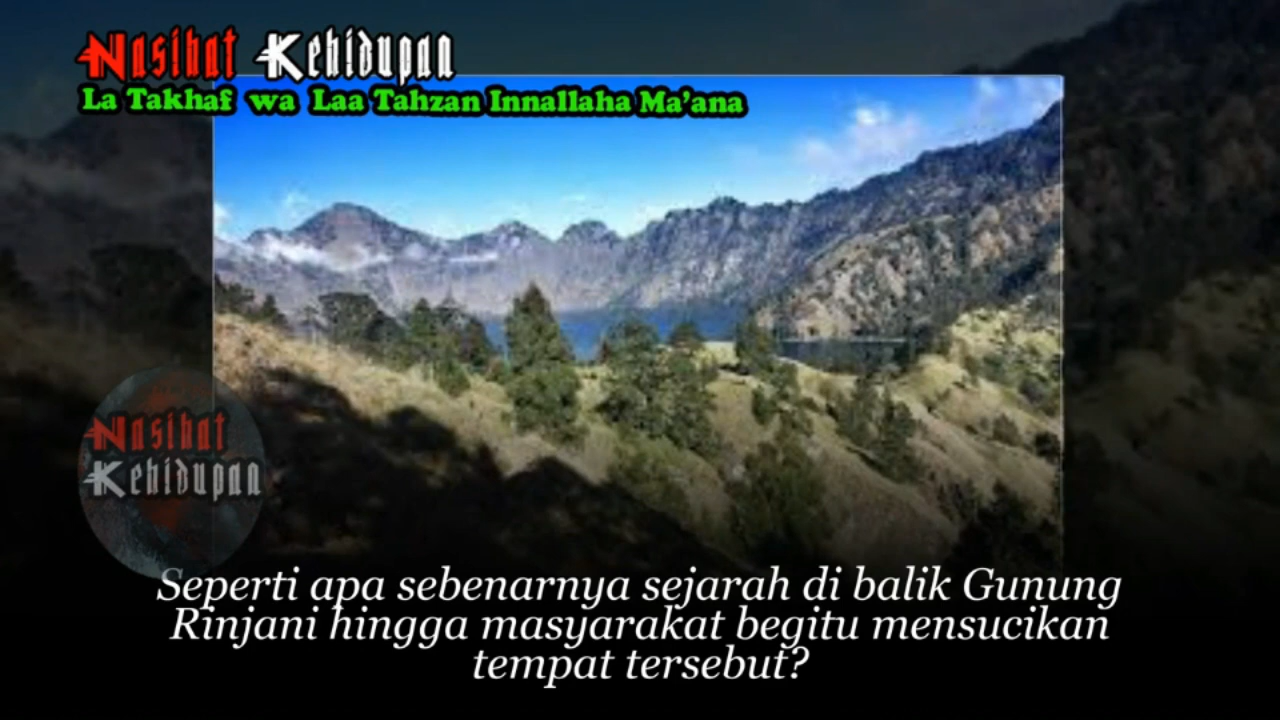 Nasihat Kehidupan
La Takhaf wa Laa Tahzan Innallaha Ma'ana
Nasihat
Kehidupan
Seperti apa sebenarnya sejarah di balik Gunung
Rinjani hingga masyarakat begitu mensucikan
tempat tersebut?